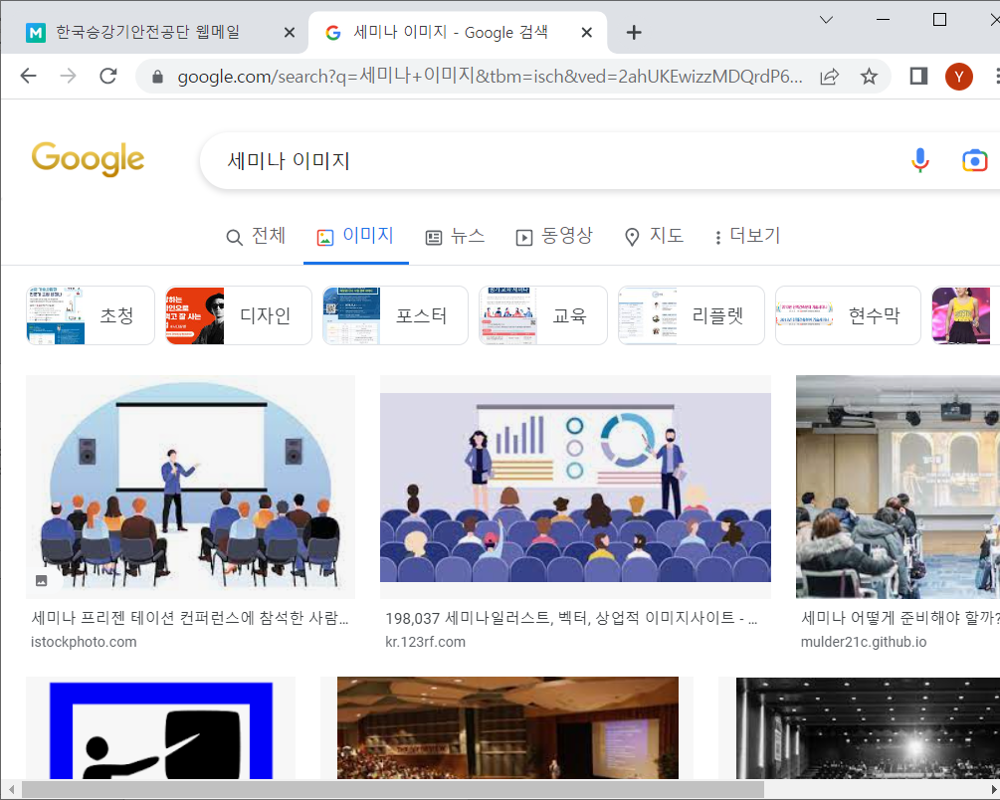 한국승강기안전공단 웹메일
세미나 이미지 - Google 검색
google.com/search?q=세미나+이미지&tbm=isch&ved=2ahUKEwizzMDQrdP6...
Y
Google
세미나 이미지
전체
이미지
뉴스
동영상
지도
더보기
초청
디자인
포스터
교육
리플렛
현수막
세미나 프리젠 테이션 컨퍼런스에 참석한 사람...
istockphoto.com
198,037 세미나일러스트, 벡터, 상업적 이미지사이트 - ...
kr.123rf.com
세미나 어떻게 준비해야 할까?
mulder21c.github.io